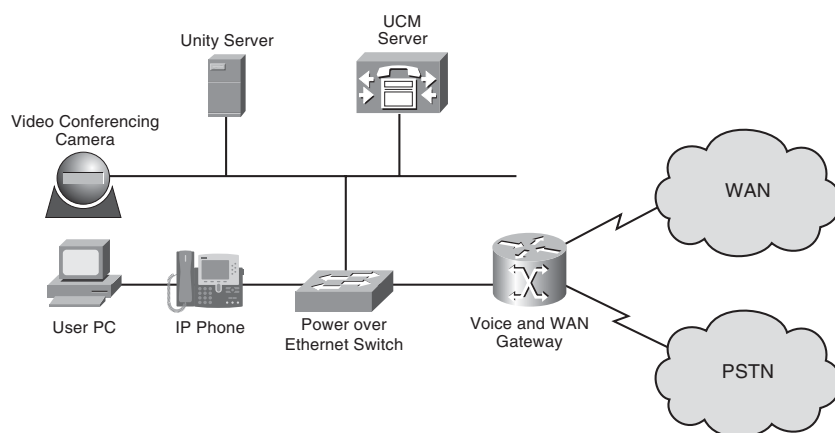 Unity Server
UCM
Server
Video Conferencing
Camera
WAN
User PC
IP Phone
Power over
Ethernet Switch
Voice and WAN
Gateway
PSTN